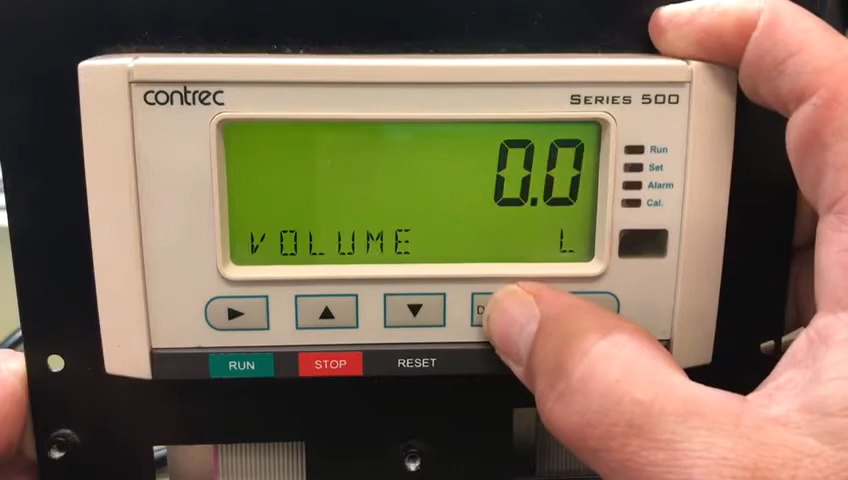 contrec
SERIES 500
0.0
VOLUME L
Run
Set
Alarm
Cal.
RUN STOP RESET